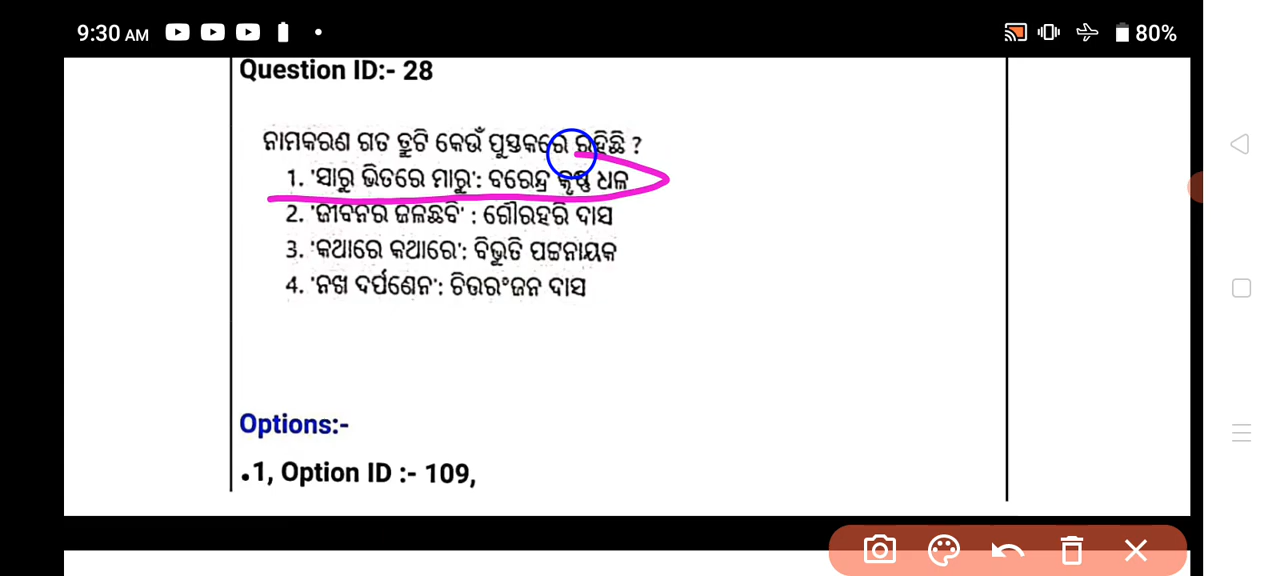 9:30 AM 80%
Question ID:- 28
ନାମକରଣ ଗତ ତ୍ରୁଟି କେଉଁ ପୁସ୍ତକରେ ରହିଛି ?
1. 'ସାରୁ ଭିତରେ ମାରୁ': ବରେନ୍ଦ୍ର କୃଷ୍ଣ ଧଳ
2. 'ଜୀବନର ଜଳଛବି' : ଗୌରହରି ଦାସ
3. 'କଥାରେ କଥାରେ': ବିଭୁତି ପଟ୍ଟନାୟକ
4. 'ନଖ ଦର୍ପଣେନ': ଚିତ୍ତରଂଜନ ଦାସ
Options:-
.1, Option ID :- 109,